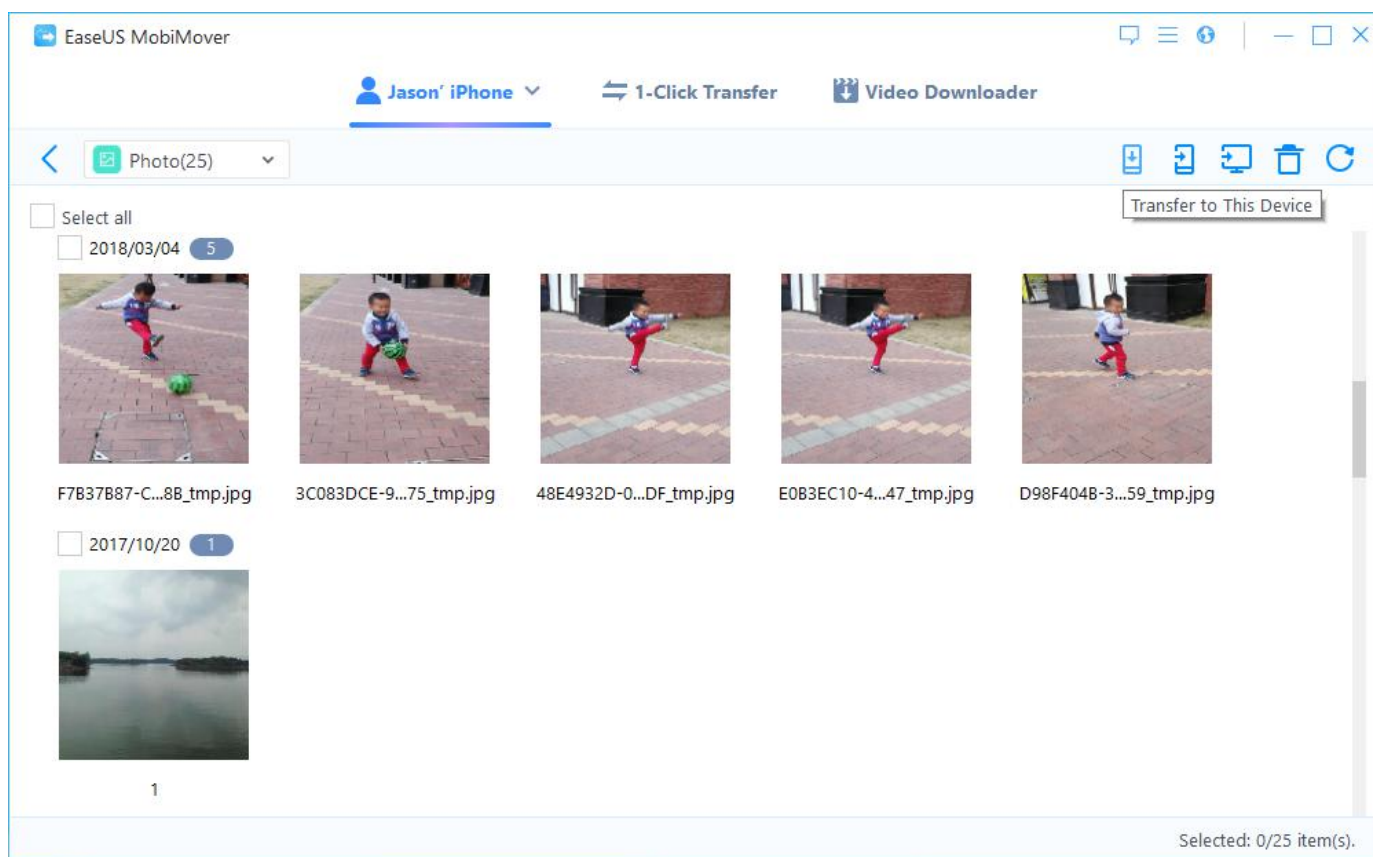 EaseUS MobiMover
Jason’ iPhone
1-Click Transfer
Video Downloader
Photo(25)
Transfer to This Device
Select all
2018/03/04 5
F7B37B87-C...8B_tmp.jpg
3C083DCE-9...75_tmp.jpg
48E4932D-0...DF_tmp.jpg
E0B3EC10-4...47_tmp.jpg
D98F404B-3...59_tmp.jpg
2017/10/20 1
1
Selected: 0/25 item(s).